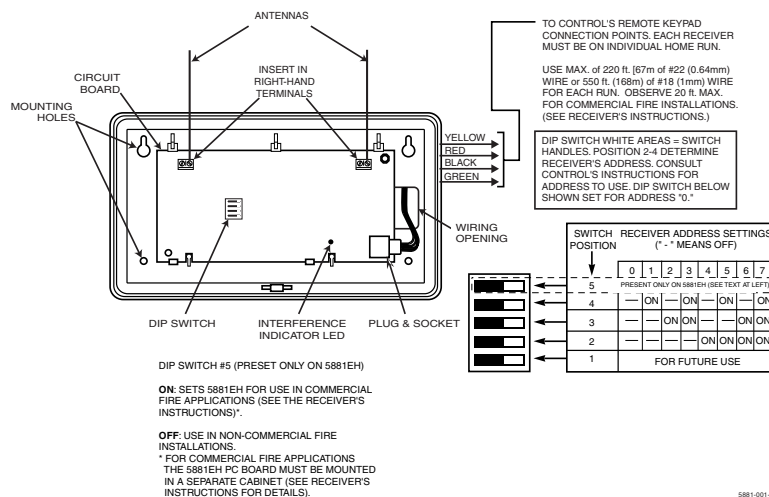 ANTENNAS
TO CONTROL'S REMOTE KEYPAD
CONNECTION POINTS. EACH RECEIVER
MUST BE ON INDIVIDUAL HOME RUN.
USE MAX. of 220 ft. [67m of #22 (0.64mm)
WIRE or 550 ft. (168m) of #18 (1mm) WIRE
FOR EACH RUN. OBSERVE 20 ft. MAX.
FOR COMMERCIAL FIRE INSTALLATIONS.
(SEE RECEIVER'S INSTRUCTIONS.)
INSERT IN
RIGHT-HAND
TERMINALS
CIRCUIT
BOARD
MOUNTING
HOLES
YELLOW
RED
BLACK
GREEN
DIP SWITCH WHITE AREAS = SWITCH
HANDLES. POSITION 2-4 DETERMINE
RECEIVER'S ADDRESS. CONSULT
CONTROL'S INSTRUCTIONS FOR
ADDRESS TO USE. DIP SWITCH BELOW
SHOWN SET FOR ADDRESS "0."
WIRING
OPENING
DIP SWITCH
INTERFERENCE
INDICATOR LED
PLUG & SOCKET
SWITCH
POSITION
RECEIVER ADDRESS SETTINGS
(" - " MEANS OFF)
0 1 2 3 4 5 6 7
5 PRESENT ONLY ON 5881EH (SEE TEXT AT LEFT)
4 — ON — ON — ON — ON
3 — — ON ON — — ON ON
2 — — — — ON ON ON ON
1 FOR FUTURE USE
DIP SWITCH #5 (PRESET ONLY ON 5881EH)
ON: SETS 5881EH FOR USE IN COMMERCIAL
FIRE APPLICATIONS (SEE THE RECEIVER'S
INSTRUCTIONS)*.
OFF: USE IN NON-COMMERCIAL FIRE
INSTALLATIONS.
* FOR COMMERCIAL FIRE APPLICATIONS
THE 5881EH PC BOARD MUST BE MOUNTED
IN A SEPARATE CABINET (SEE RECEIVER'S
INSTRUCTIONS FOR DETAILS).
5881-001-